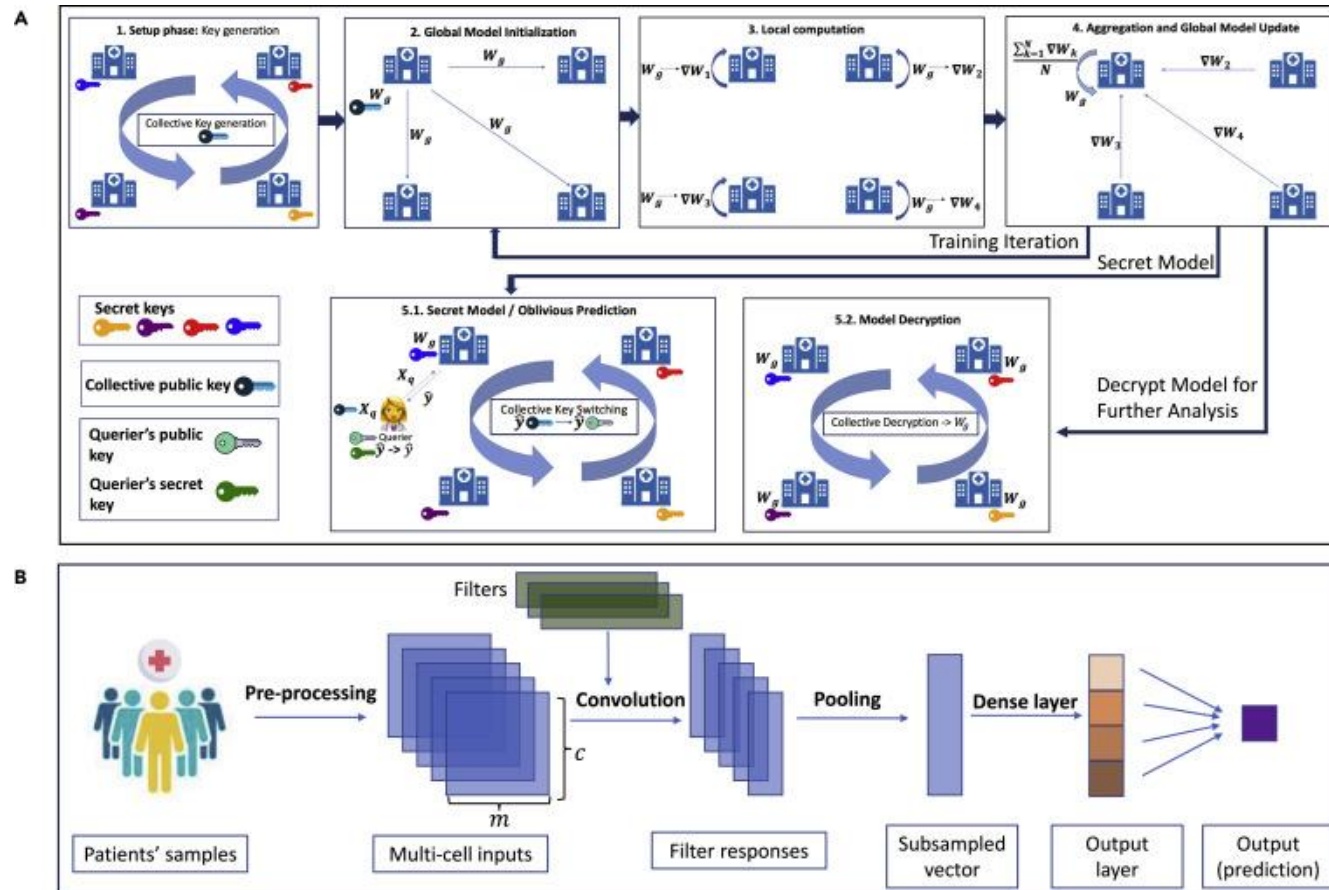 A
1. Setup phase: Key generation
Collective Key generation
2. Global Model Initialization
W_g
W_g
W_g
W_g
3. Local computation
W_g → ∇W_1
W_g → ∇W_2
W_g → ∇W_3
W_g → ∇W_4
4. Aggregation and Global Model Update
∑_{k=1}^{N} ∇W_k
N
W_g
∇W_2
∇W_3
∇W_4
Training Iteration
Secret Model
Secret keys
Collective public key
Querier's public
key
Querier's secret
key
5.1. Secret Model / Oblivious Prediction
W_g
X_q
ŷ
X_q
Querier
ŷ -> ŷ
Collective Key Switching
ŷ → ŷ
5.2. Model Decryption
W_g
W_g
Collective Decryption -> W_g
W_g
W_g
Decrypt Model for
Further Analysis
B
Filters
Pre-processing
Convolution
Pooling
Dense layer
c
m
Patients' samples
Multi-cell inputs
Filter responses
Subsampled
vector
Output
layer
Output
(prediction)